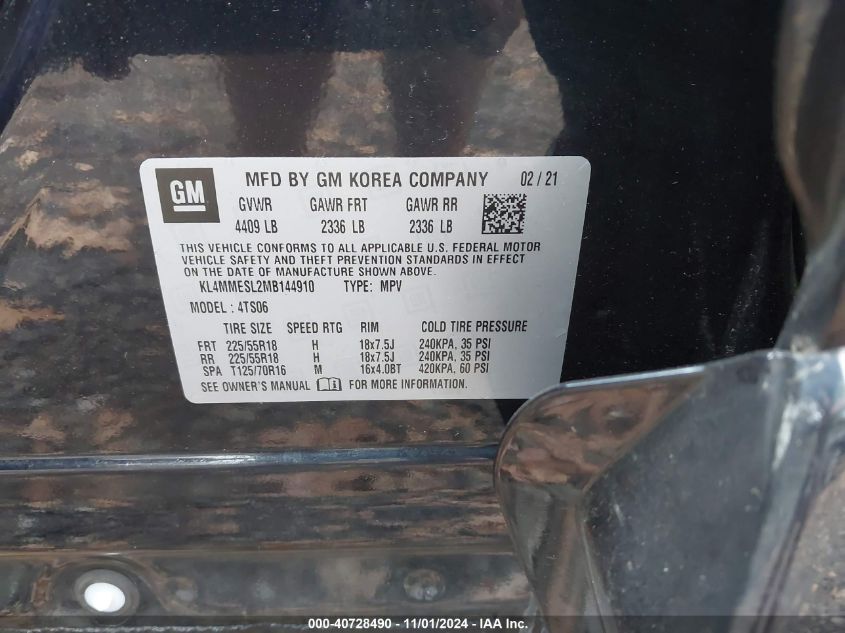 GM MFD BY GM KOREA COMPANY 02 / 21
GVWR GAWR FRT GAWR RR
4409 LB 2336 LB 2336 LB
THIS VEHICLE CONFORMS TO ALL APPLICABLE U.S. FEDERAL MOTOR
VEHICLE SAFETY AND THEFT PREVENTION STANDARDS IN EFFECT
ON THE DATE OF MANUFACTURE SHOWN ABOVE.
KL4MMESL2MB144910 TYPE: MPV
MODEL : 4TS06
TIRE SIZE SPEED RTG RIM COLD TIRE PRESSURE
FRT 225/55R18 H 18x7.5J 240KPA, 35 PSI
RR 225/55R18 H 18x7.5J 240KPA, 35 PSI
SPA T125/70R16 M 16x4.0BT 420KPA, 60 PSI
SEE OWNER'S MANUAL FOR MORE INFORMATION.
000-40728490 - 11/01/2024 - IAA Inc.